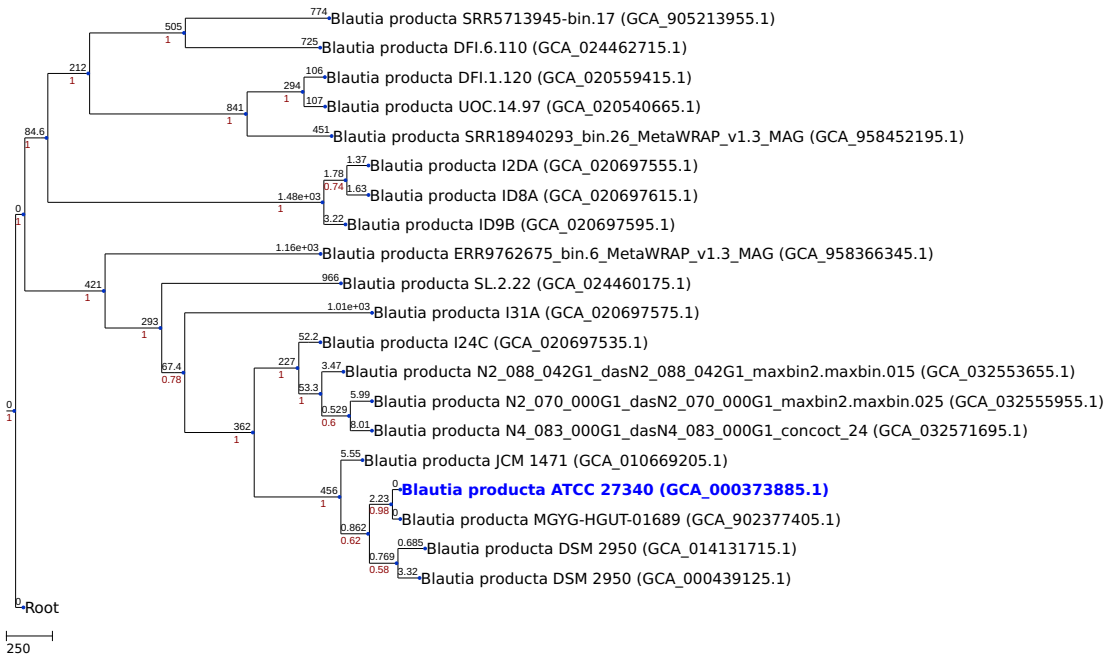 774
Blautia producta SRR5713945-bin.17 (GCA_905213955.1)
505
1
725
Blautia producta DFI.6.110 (GCA_024462715.1)
212
1
106
Blautia producta DFI.1.120 (GCA_020559415.1)
294
1
107
Blautia producta UOC.14.97 (GCA_020540665.1)
841
1
451
Blautia producta SRR18940293_bin.26_MetaWRAP_v1.3_MAG (GCA_958452195.1)
84.6
1
1.37
Blautia producta I2DA (GCA_020697555.1)
1.78
0.74
1.63
Blautia producta ID8A (GCA_020697615.1)
1.48e+03
1
3.22
Blautia producta ID9B (GCA_020697595.1)
0
1
1.16e+03
Blautia producta ERR9762675_bin.6_MetaWRAP_v1.3_MAG (GCA_958366345.1)
421
1
966
Blautia producta SL.2.22 (GCA_024460175.1)
293
1
1.01e+03
Blautia producta I31A (GCA_020697575.1)
67.4
0.78
52.2
Blautia producta I24C (GCA_020697535.1)
227
1
3.47
Blautia producta N2_088_042G1_dasN2_088_042G1_maxbin2.maxbin.015 (GCA_032553655.1)
53.3
1
5.99
Blautia producta N2_070_000G1_dasN2_070_000G1_maxbin2.maxbin.025 (GCA_032555955.1)
0.529
0.6
8.01
Blautia producta N4_083_000G1_dasN4_083_000G1_concoct_24 (GCA_032571695.1)
0
1
362
1
5.55
Blautia producta JCM 1471 (GCA_010669205.1)
456
1
0
Blautia producta ATCC 27340 (GCA_000373885.1)
2.23
0.98
0
Blautia producta MGYG-HGUT-01689 (GCA_902377405.1)
0.862
0.62
0.685
Blautia producta DSM 2950 (GCA_014131715.1)
0.769
0.58
3.32
Blautia producta DSM 2950 (GCA_000439125.1)
0
Root
250